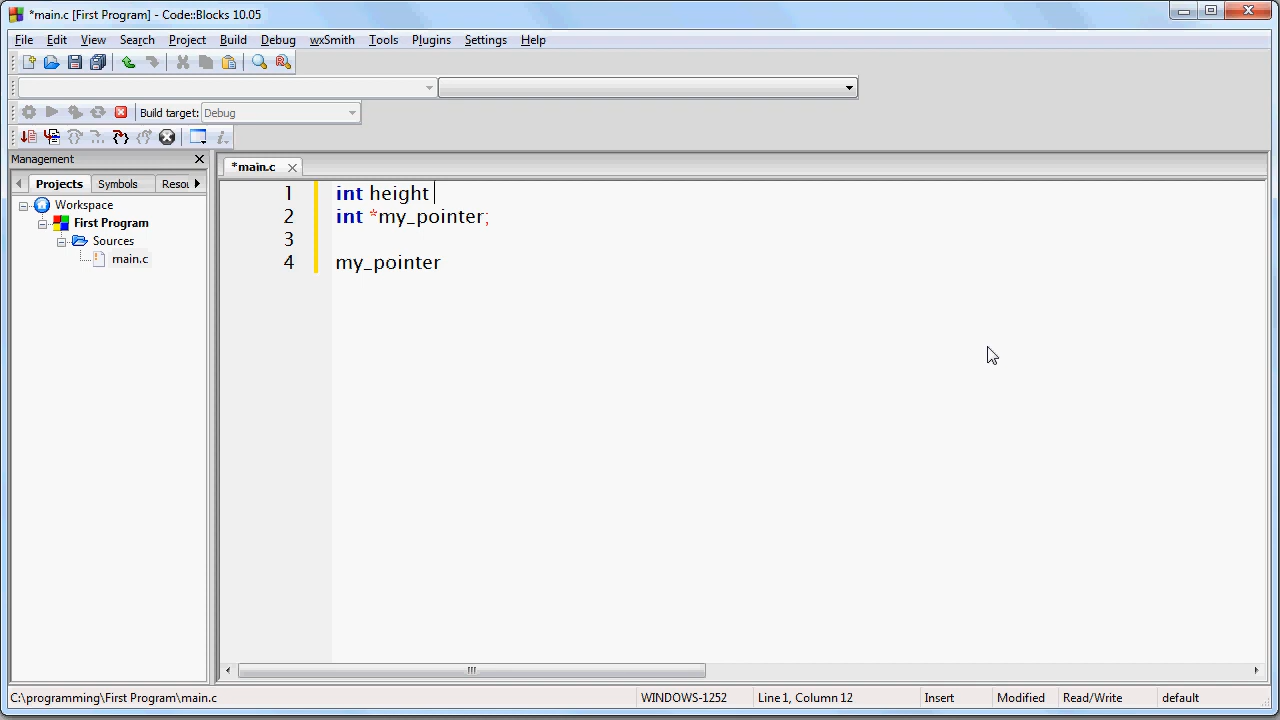 *main.c [First Program] - Code::Blocks 10.05
File Edit View Search Project Build Debug wxSmith Tools Plugins Settings Help
Build target: Debug
Management
*main.c
Projects Symbols Resou
1 int height
2 int *my_pointer;
3
4 my_pointer
Workspace
First Program
Sources
main.c
C:\programming\First Program\main.c WINDOWS-1252 Line 1, Column 12 Insert Modified Read/Write default